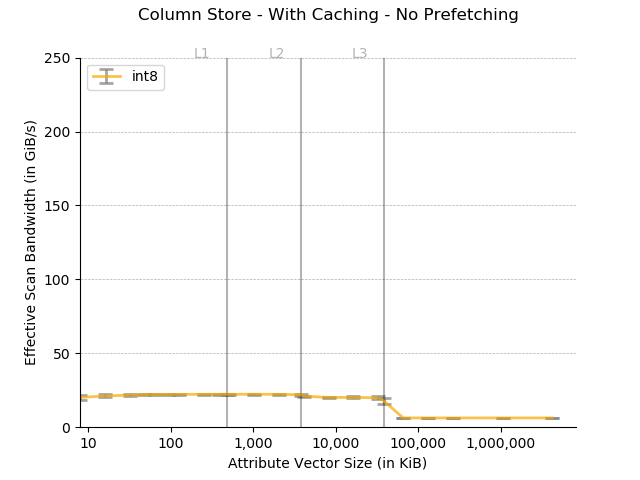 Column Store - With Caching - No Prefetching
L1 L2 L3
int8
Effective Scan Bandwidth (in GiB/s)
250
200
150
100
50
0
10 100 1,000 10,000 100,000 1,000,000
Attribute Vector Size (in KiB)